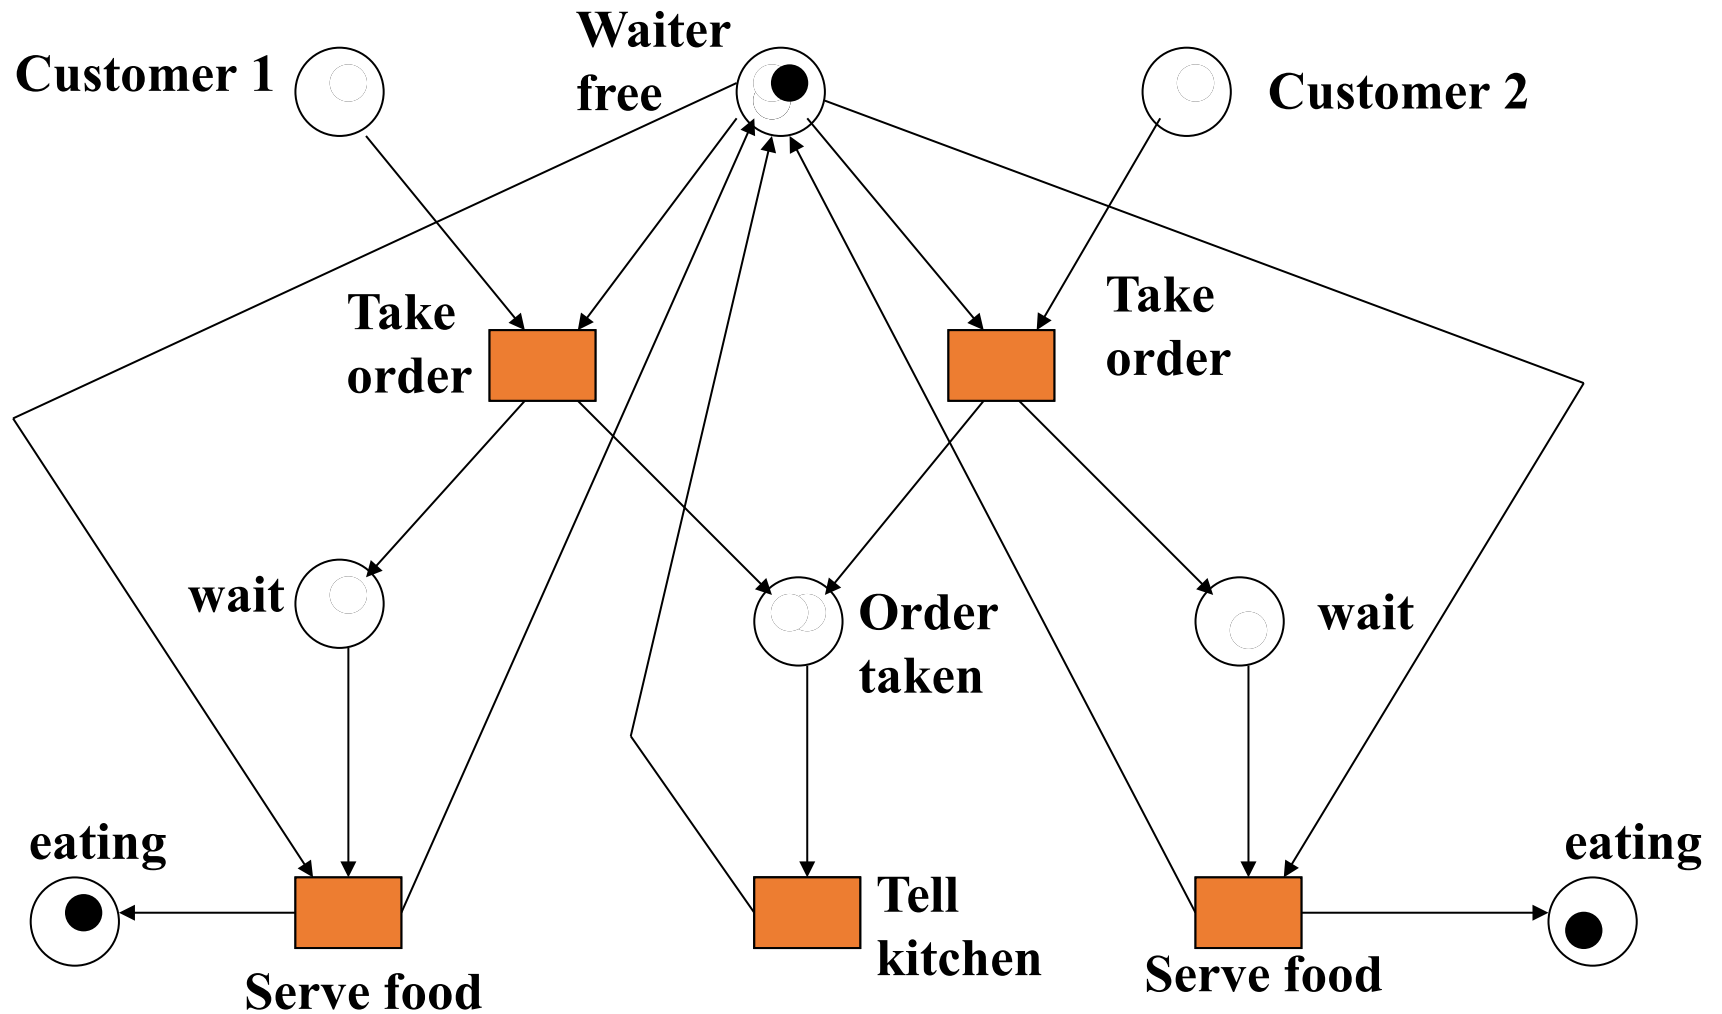 Customer 1
Waiter
free
Customer 2
Take
order
Take
order
wait
Order
taken
wait
eating
Serve food
Tell
kitchen
Serve food
eating